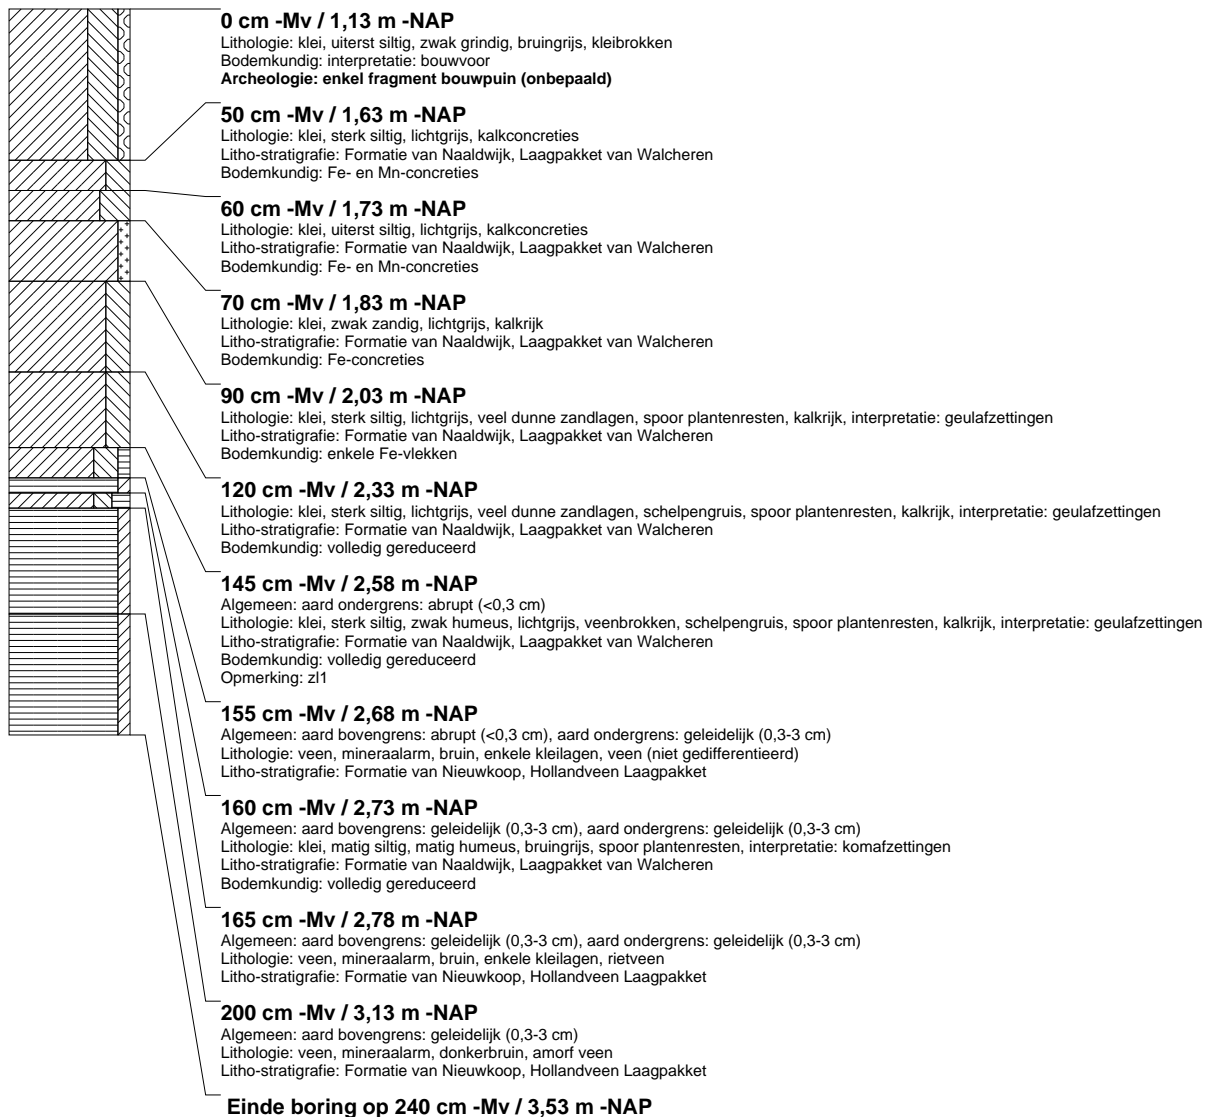 0 cm -Mv / 1,13 m -NAP
Lithologie: klei, uiterst siltig, zwak grindig, bruingrijs, kleibrokken
Bodemkundig: interpretatie: bouwvoor
Archeologie: enkel fragment bouwpuin (onbepaald)
50 cm -Mv / 1,63 m -NAP
Lithologie: klei, sterk siltig, lichtgrijs, kalkconcreties
Litho-stratigrafie: Formatie van Naaldwijk, Laagpakket van Walcheren
Bodemkundig: Fe- en Mn-concreties
60 cm -Mv / 1,73 m -NAP
Lithologie: klei, uiterst siltig, lichtgrijs, kalkconcreties
Litho-stratigrafie: Formatie van Naaldwijk, Laagpakket van Walcheren
Bodemkundig: Fe- en Mn-concreties
70 cm -Mv / 1,83 m -NAP
Lithologie: klei, zwak zandig, lichtgrijs, kalkrijk
Litho-stratigrafie: Formatie van Naaldwijk, Laagpakket van Walcheren
Bodemkundig: Fe-concreties
90 cm -Mv / 2,03 m -NAP
Lithologie: klei, sterk siltig, lichtgrijs, veel dunne zandlagen, spoor plantenresten, kalkrijk, interpretatie: geulafzettingen
Litho-stratigrafie: Formatie van Naaldwijk, Laagpakket van Walcheren
Bodemkundig: enkele Fe-vlekken
120 cm -Mv / 2,33 m -NAP
Lithologie: klei, sterk siltig, lichtgrijs, veel dunne zandlagen, schelpengruis, spoor plantenresten, kalkrijk, interpretatie: geulafzettingen
Litho-stratigrafie: Formatie van Naaldwijk, Laagpakket van Walcheren
Bodemkundig: volledig gereduceerd
145 cm -Mv / 2,58 m -NAP
Algemeen: aard ondergrens: abrupt (<0,3 cm)
Lithologie: klei, sterk siltig, zwak humeus, lichtgrijs, veenbrokken, schelpengruis, spoor plantenresten, kalkrijk, interpretatie: geulafzettingen
Litho-stratigrafie: Formatie van Naaldwijk, Laagpakket van Walcheren
Bodemkundig: volledig gereduceerd
Opmerking: zl1
155 cm -Mv / 2,68 m -NAP
Algemeen: aard bovengrens: abrupt (<0,3 cm), aard ondergrens: geleidelijk (0,3-3 cm)
Lithologie: veen, mineraalarm, bruin, enkele kleilagen, veen (niet gedifferentieerd)
Litho-stratigrafie: Formatie van Nieuwkoop, Hollandveen Laagpakket
160 cm -Mv / 2,73 m -NAP
Algemeen: aard bovengrens: geleidelijk (0,3-3 cm), aard ondergrens: geleidelijk (0,3-3 cm)
Lithologie: klei, matig siltig, matig humeus, bruingrijs, spoor plantenresten, interpretatie: komafzettingen
Litho-stratigrafie: Formatie van Naaldwijk, Laagpakket van Walcheren
Bodemkundig: volledig gereduceerd
165 cm -Mv / 2,78 m -NAP
Algemeen: aard bovengrens: geleidelijk (0,3-3 cm), aard ondergrens: geleidelijk (0,3-3 cm)
Lithologie: veen, mineraalarm, bruin, enkele kleilagen, rietveen
Litho-stratigrafie: Formatie van Nieuwkoop, Hollandveen Laagpakket
200 cm -Mv / 3,13 m -NAP
Algemeen: aard bovengrens: geleidelijk (0,3-3 cm)
Lithologie: veen, mineraalarm, donkerbruin, amorf veen
Litho-stratigrafie: Formatie van Nieuwkoop, Hollandveen Laagpakket
Einde boring op 240 cm -Mv / 3,53 m -NAP